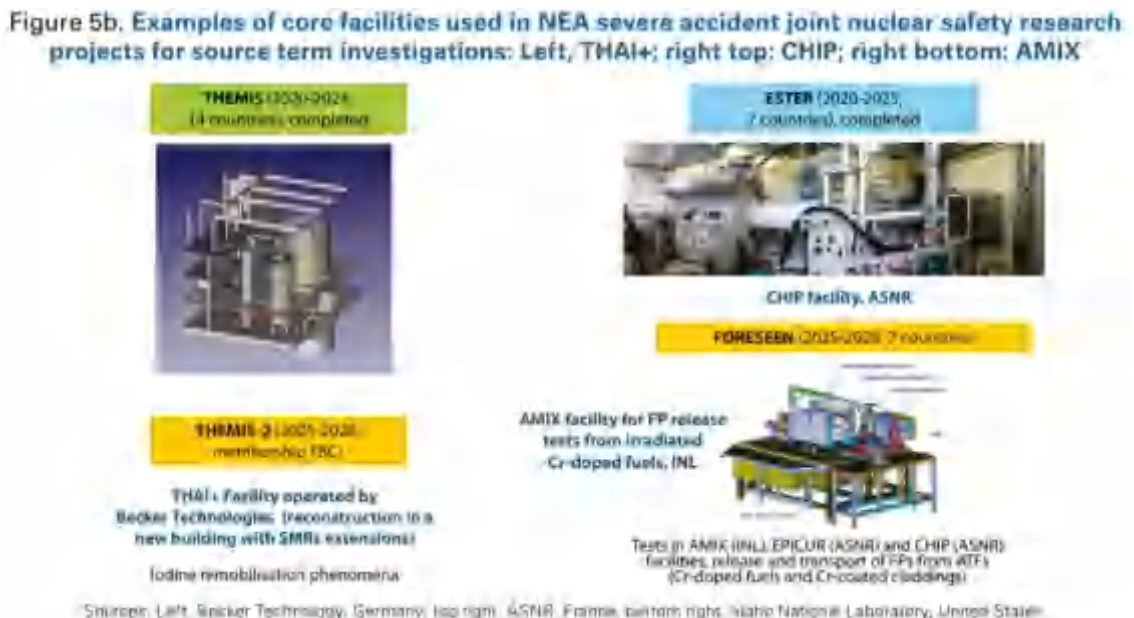 Figure 5b. Examples of core facilities used in NEA severe accident joint nuclear safety research
projects for source term investigations: Left, THAI+; right top: CHIP; right bottom: AMIX
THEMIS (2020-2024,
countries) completed
THEMIS-2 (2025-2028,
membership TBC)
THAI+ Facility operated by
Becker Technologies (reconstruction in a
new building with SMRs extensions)
Iodine remobilisation phenomena
ESTER (2020-2025,
7 countries), completed
CHIP facility, ASNR
FORESEEN (2025-2028, 7 countries)
AMIX facility for FP release
tests from irradiated
Cr-doped fuels, INL
Tests in AMIX (INL), EPICUR (ASNR) and CHIP (ASNR)
facilities, release and transport of FPs from ATFs
(Cr-doped fuels and Cr-coated claddings)
Sources: Left, Becker Technology, Germany; top right, ASNR, France; bottom right, Idaho National Laboratory, United States.